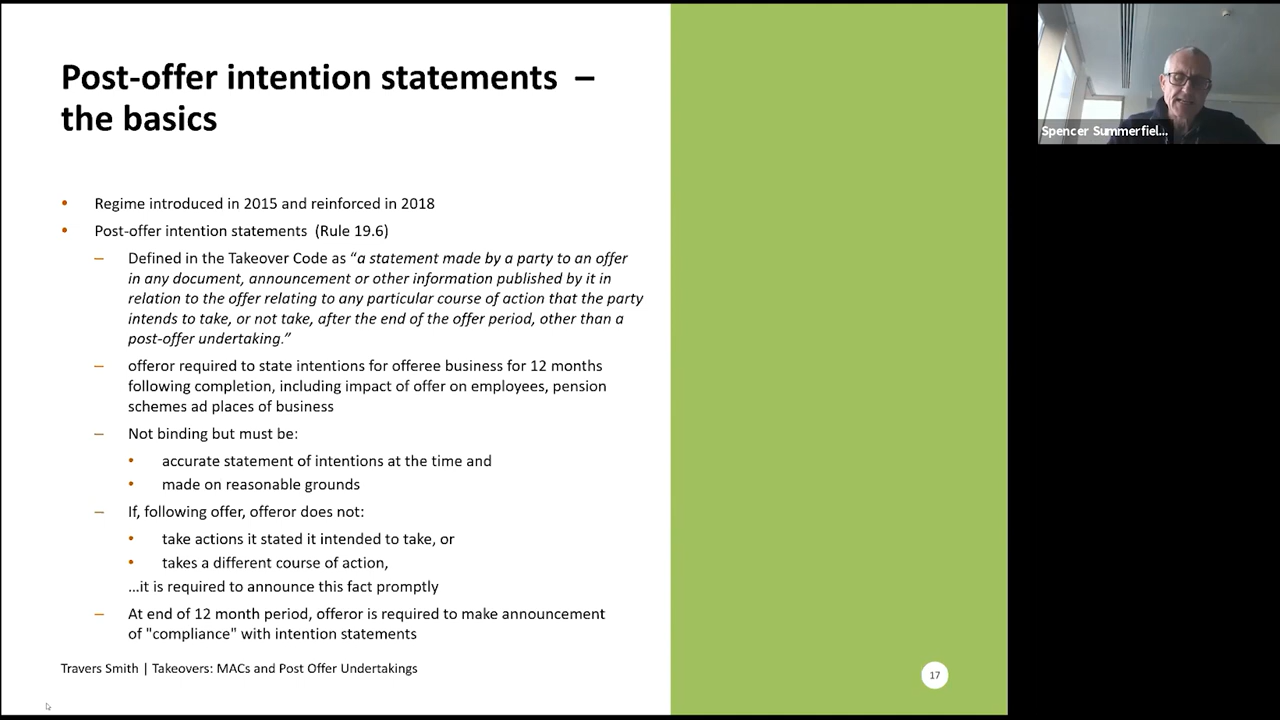 Post-offer intention statements –
the basics
• Regime introduced in 2015 and reinforced in 2018
• Post-offer intention statements (Rule 19.6)
– Defined in the Takeover Code as “a statement made by a party to an offer
in any document, announcement or other information published by it in
relation to the offer relating to any particular course of action that the party
intends to take, or not take, after the end of the offer period, other than a
post-offer undertaking.”
– offeror required to state intentions for offeree business for 12 months
following completion, including impact of offer on employees, pension
schemes ad places of business
– Not binding but must be:
• accurate statement of intentions at the time and
• made on reasonable grounds
– If, following offer, offeror does not:
• take actions it stated it intended to take, or
• takes a different course of action,
…it is required to announce this fact promptly
– At end of 12 month period, offeror is required to make announcement
of "compliance" with intention statements
Travers Smith | Takeovers: MACs and Post Offer Undertakings
17
Spencer Summerfiel...